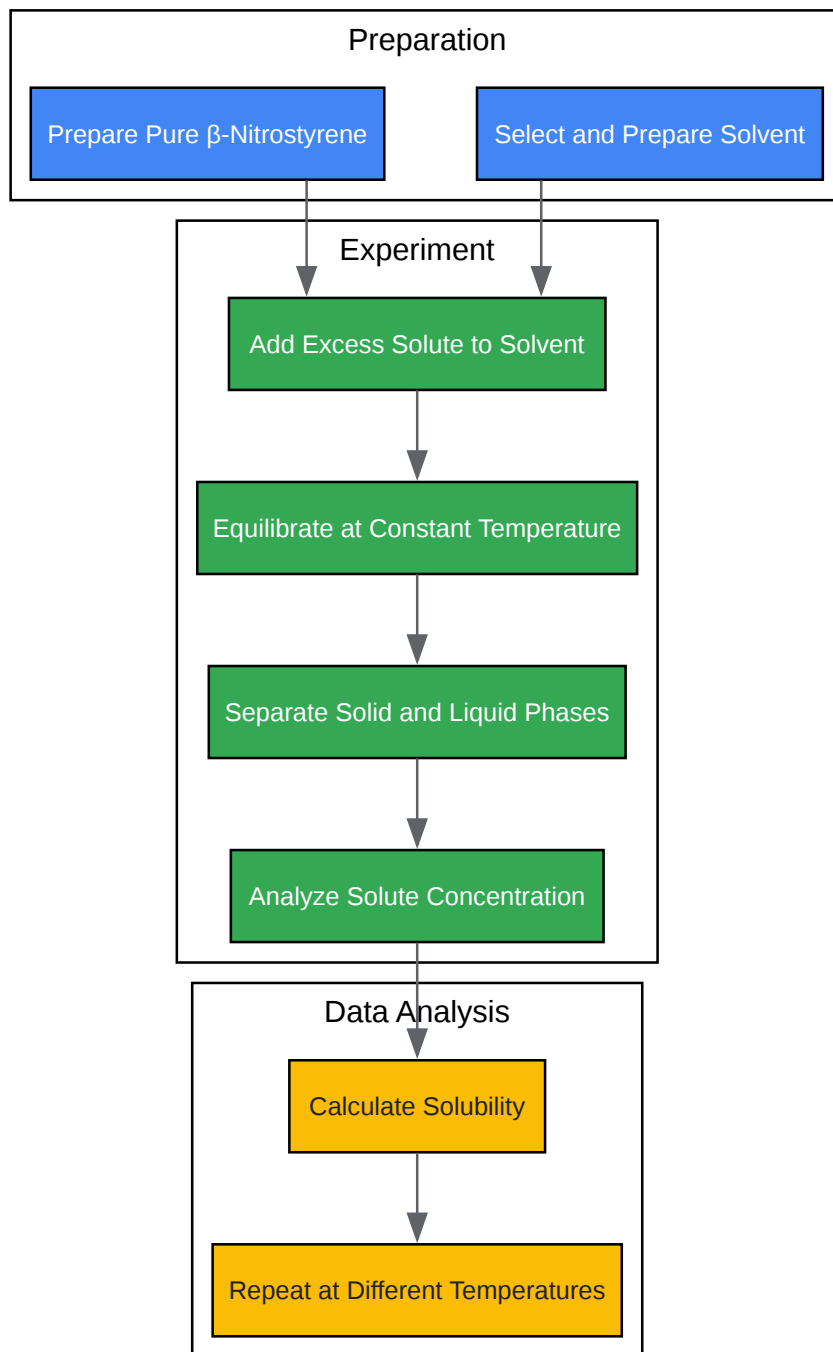 Preparation
Prepare Pure β-Nitrostyrene
Select and Prepare Solvent
Experiment
Add Excess Solute to Solvent
Equilibrate at Constant Temperature
Separate Solid and Liquid Phases
Analyze Solute Concentration
Data Analysis
Calculate Solubility
Repeat at Different Temperatures